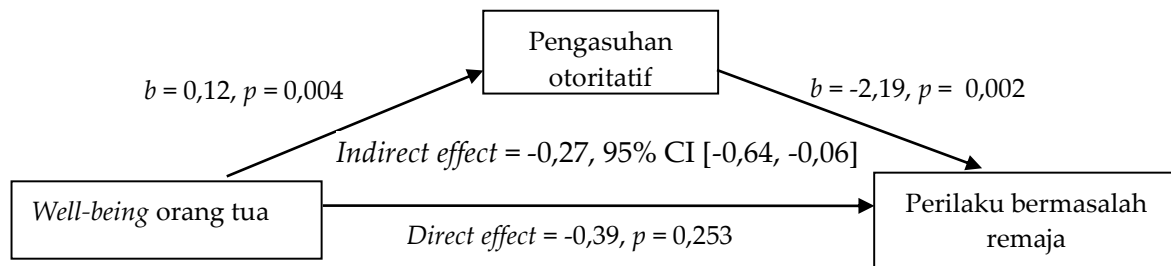 Pengasuhan
otoritatif
b = 0,12, p = 0,004
b = -2,19, p = 0,002
Indirect effect = -0,27, 95% CI [-0,64, -0,06]
Well-being orang tua
Perilaku bermasalah
remaja
Direct effect = -0,39, p = 0,253